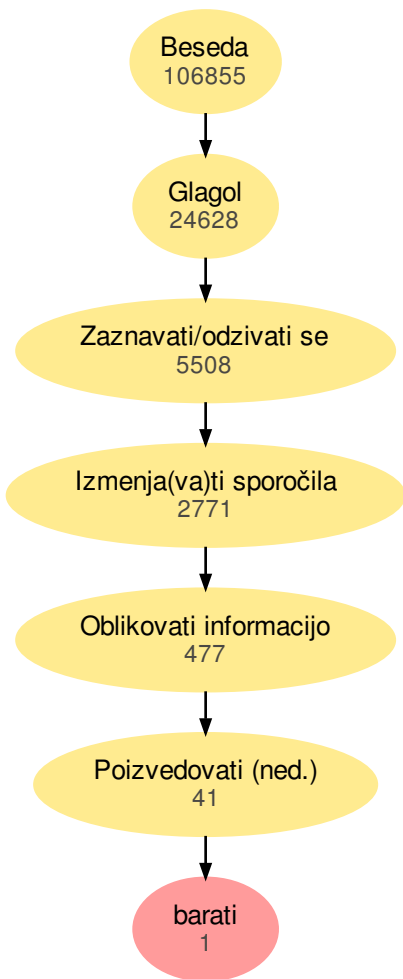 Beseda
106855
Glagol
24628
Zaznavati/odzivati se
5508
Izmenja(va)ti sporočila
2771
Oblikovati informacijo
477
Poizvedovati (ned.)
41
barati
1